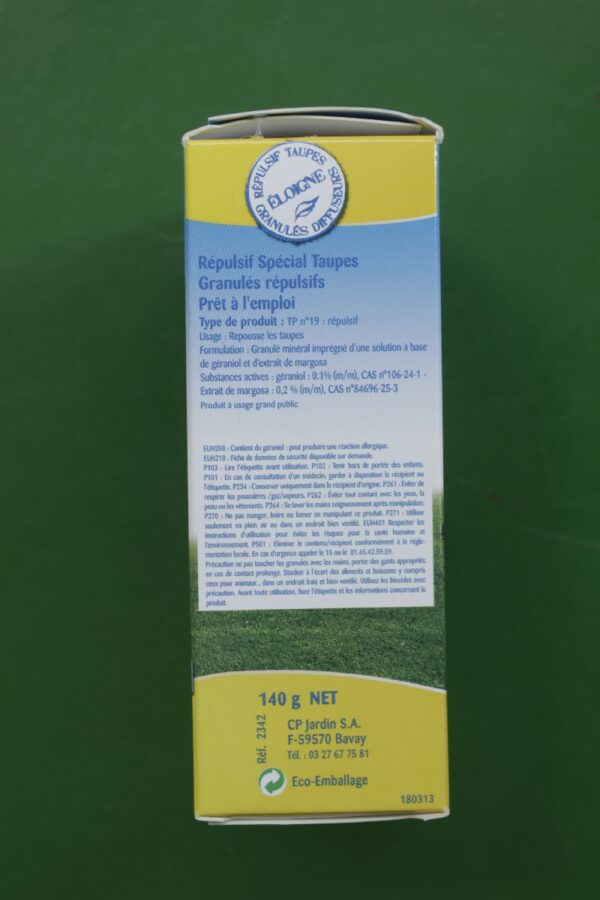 RÉPULSIF TAUPES
ÉLOIGNE
GRANULÉS DIFFUSEURS
Répulsif Spécial Taupes
Granulés répulsifs
Prêt à l'emploi
Type de produit : TP n°19 : répulsif
Usage : Repousse les taupes
Formulation : Granulé minéral imprégné d'une solution à base
de géraniol et d'extrait de margosa
Substances actives : géraniol : 0.1% (m/m), CAS n°106-24-1 -
Extrait de margosa : 0,2 % (m/m), CAS n°84696-25-3
Produit à usage grand public
EUH208 : Contient du géraniol : peut produire une réaction allergique.
EUH210 : Fiche de données de sécurité disponible sur demande.
P103 : Lire l'étiquette avant utilisation. P102 : Tenir hors de portée des enfants.
P101 : En cas de consultation d'un médecin, garder à disposition le récipient ou
l'étiquette. P234 : Conserver uniquement dans le récipient d'origine. P261 : Eviter de
respirer les poussières /gaz/vapeurs. P262 : Eviter tout contact avec les yeux, la
peau ou les vêtements. P264 : Se laver les mains soigneusement après manipulation.
P270 : Ne pas manger, boire ou fumer en manipulant ce produit. P271 : Utiliser
seulement en plein air ou dans un endroit bien ventilé. EUH401 Respecter les
instructions d'utilisation pour éviter les risques pour la santé humaine et
l'environnement. P501 : Eliminer le contenu/récipient conformément à la régle-
mentation locale. En cas d'urgence appeler le 15 ou le 01.45.42.59.59.
Précaution ne pas toucher les granules avec les mains, porter des gants appropriés
en cas de contact prolongé. Stocker à l'écart des aliments et boissons y compris
ceux pour animaux , dans un endroit frais et bien ventilé. Utilisez les biocides avec
précaution. Avant toute utilisation, lisez l'étiquette et les informations concernant le
produit.
140 g NET
Réf. 2342
CP Jardin S.A.
F-59570 Bavay
Tél. : 03 27 67 75 81
Eco-Emballage
180313